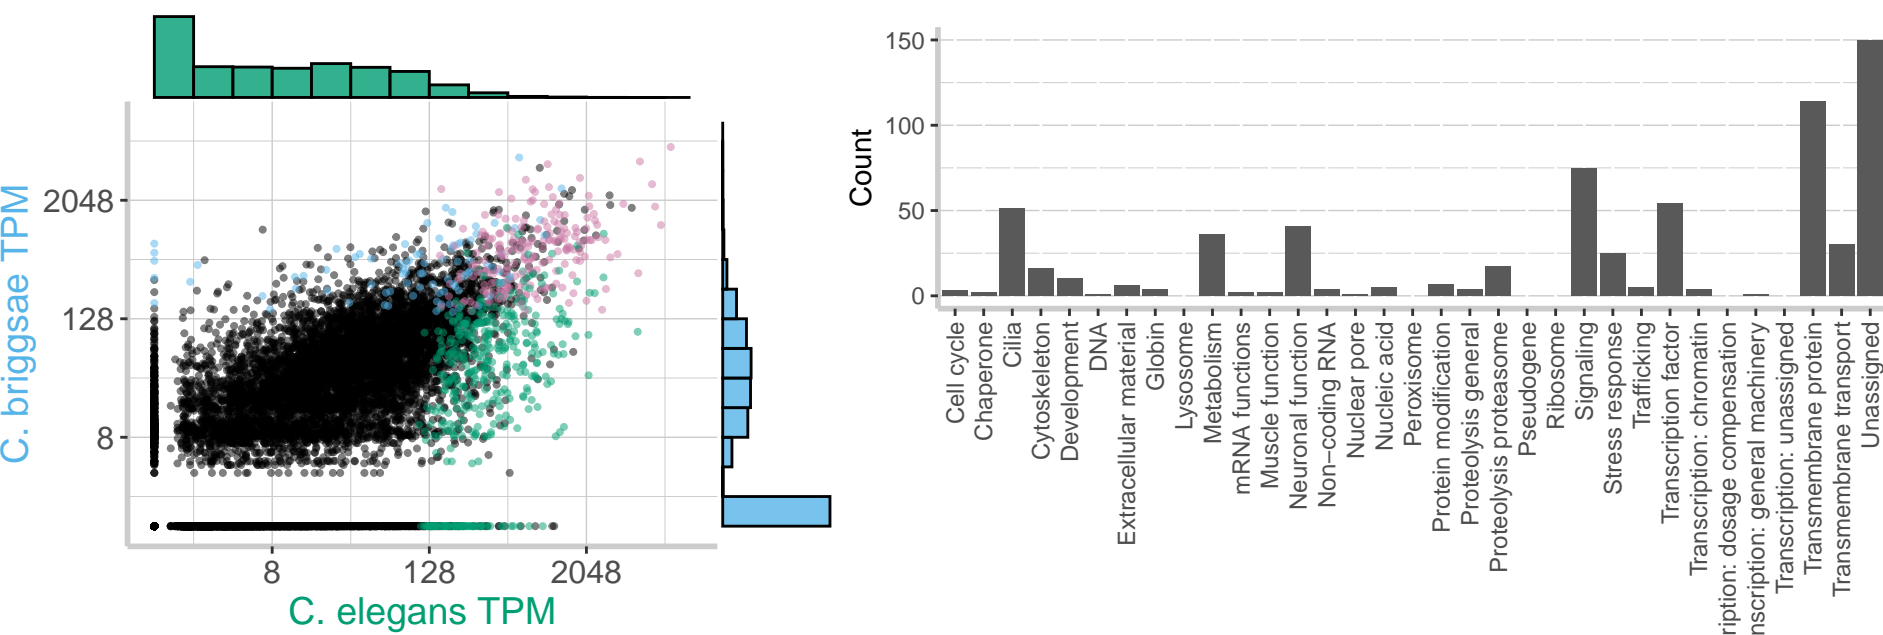 C. briggsae TPM
2048
128
8
8
128
2048
C. elegans TPM
Count
150
100
50
0
Cell cycle
Chaperone
Cilia
Cytoskeleton
Development
DNA
Extracellular material
Globin
Lysosome
Metabolism
mRNA functions
Muscle function
Neuronal function
Non−coding RNA
Nuclear pore
Nucleic acid
Peroxisome
Protein modification
Proteolysis general
Proteolysis proteasome
Pseudogene
Ribosome
Signaling
Stress response
Trafficking
Transcription factor
Transcription: chromatin
ription: dosage compensation
nscription: general machinery
Transcription: unassigned
Transmembrane protein
Transmembrane transport
Unassigned